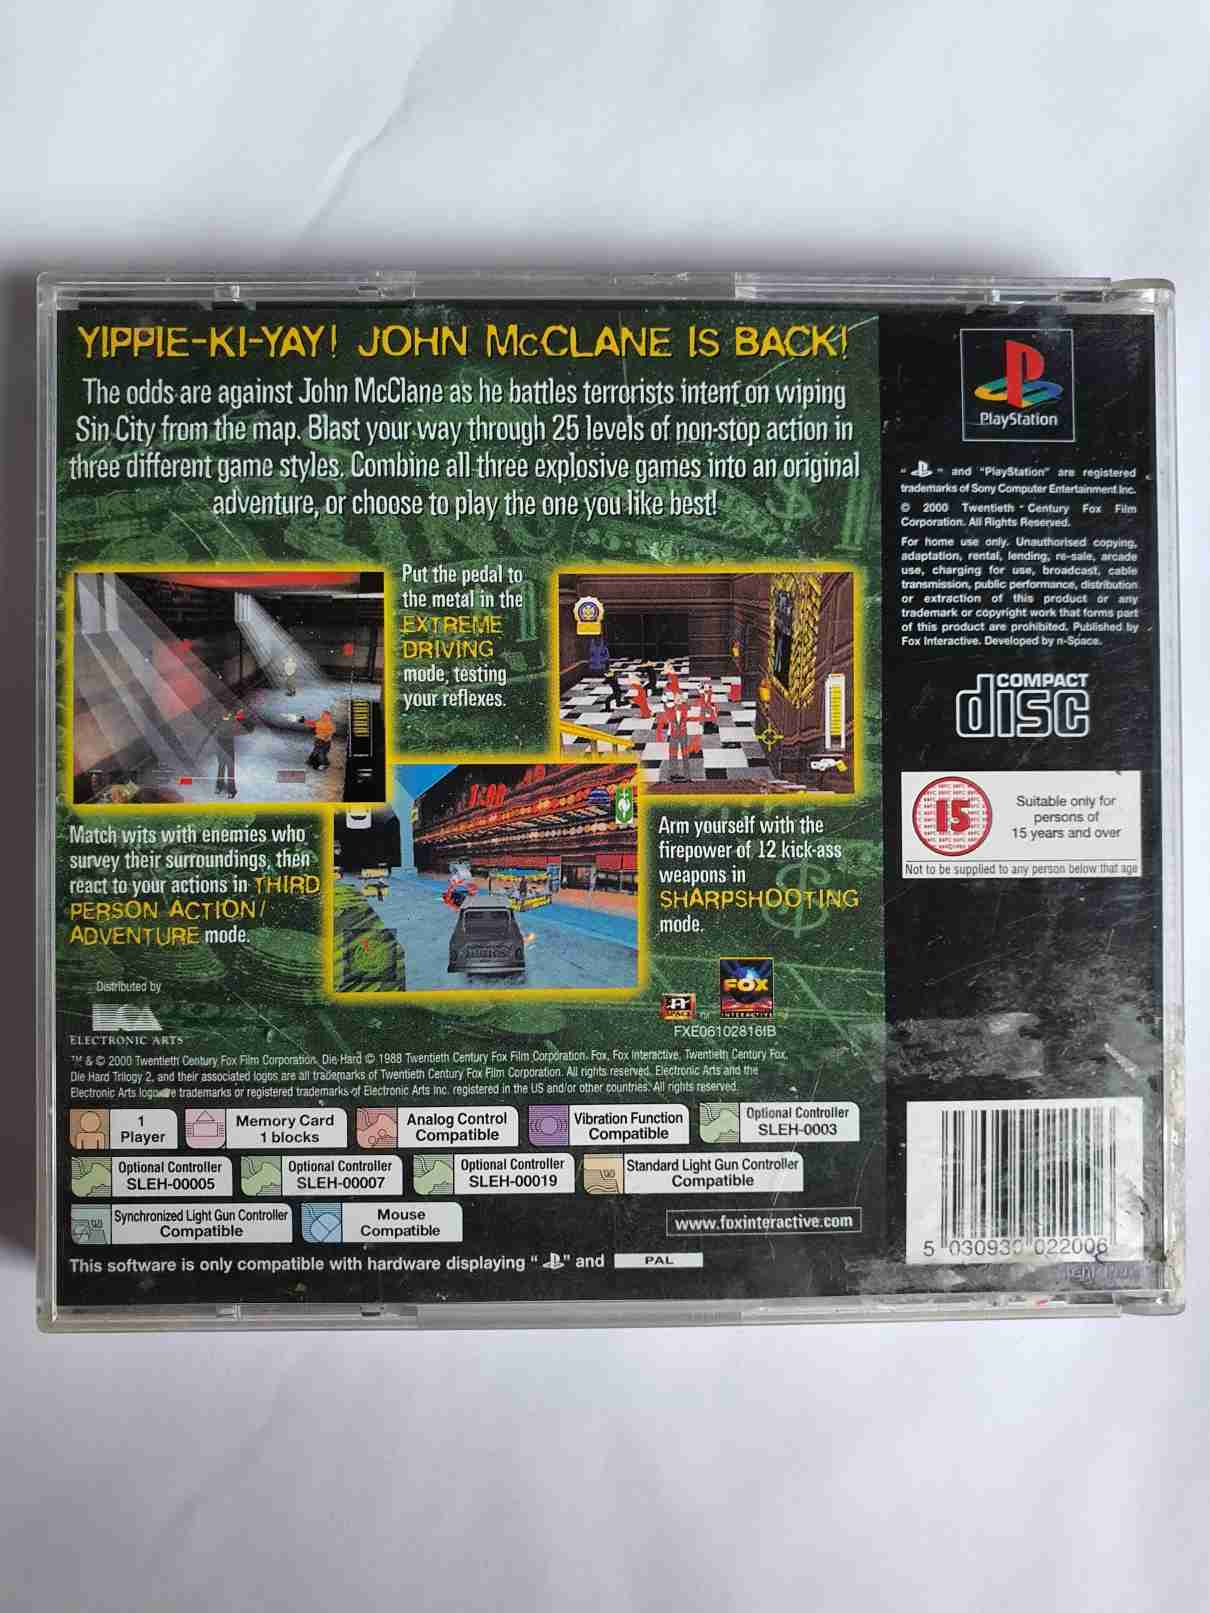 YIPPIE-KI-YAY! JOHN McCLANE IS BACK!
The odds are against John McClane as he battles terrorists intent on wiping
Sin City from the map. Blast your way through 25 levels of non-stop action in
three different game styles. Combine all three explosive games into an original
adventure, or choose to play the one you like best!
Put the pedal to
the metal in the
EXTREME
DRIVING
mode, testing
your reflexes.
1:00
Match wits with enemies who
survey their surroundings, then
react to your actions in THIRD
PERSON ACTION/
ADVENTURE mode.
Arm yourself with the
firepower of 12 kick-ass
weapons in
SHARPSHOOTING
mode.
Distributed by
EA
ELECTRONIC ARTS™
n SPACE ™
FOX
INTERACTIVE ™
FXE06102816IB
™ & © 2000 Twentieth Century Fox Film Corporation. Die Hard © 1988 Twentieth Century Fox Film Corporation. Fox, Fox Interactive, Twentieth Century Fox,
Die Hard Trilogy 2, and their associated logos are all trademarks of Twentieth Century Fox Film Corporation. All rights reserved. Electronic Arts and the
Electronic Arts logo are trademarks or registered trademarks of Electronic Arts Inc. registered in the US and/or other countries. All rights reserved.
1
Player
Memory Card
1 blocks
Analog Control
Compatible
Vibration Function
Compatible
Optional Controller
SLEH-0003
Optional Controller
SLEH-00005
Optional Controller
SLEH-00007
Optional Controller
SLEH-00019
Standard Light Gun Controller
Compatible
Synchronized Light Gun Controller
Compatible
Mouse
Compatible
www.foxinteractive.com
This software is only compatible with hardware displaying " " and PAL
PlayStation
" " and "PlayStation" are registered
trademarks of Sony Computer Entertainment Inc.
© 2000 Twentieth Century Fox Film
Corporation. All Rights Reserved.
For home use only. Unauthorised copying,
adaptation, rental, lending, re-sale, arcade
use, charging for use, broadcast, cable
transmission, public performance, distribution
or extraction of this product or any
trademark or copyright work that forms part
of this product are prohibited. Published by
Fox Interactive. Developed by n-Space.
COMPACT
disc
15
Suitable only for
persons of
15 years and over
Not to be supplied to any person below that age
5 030930 022006